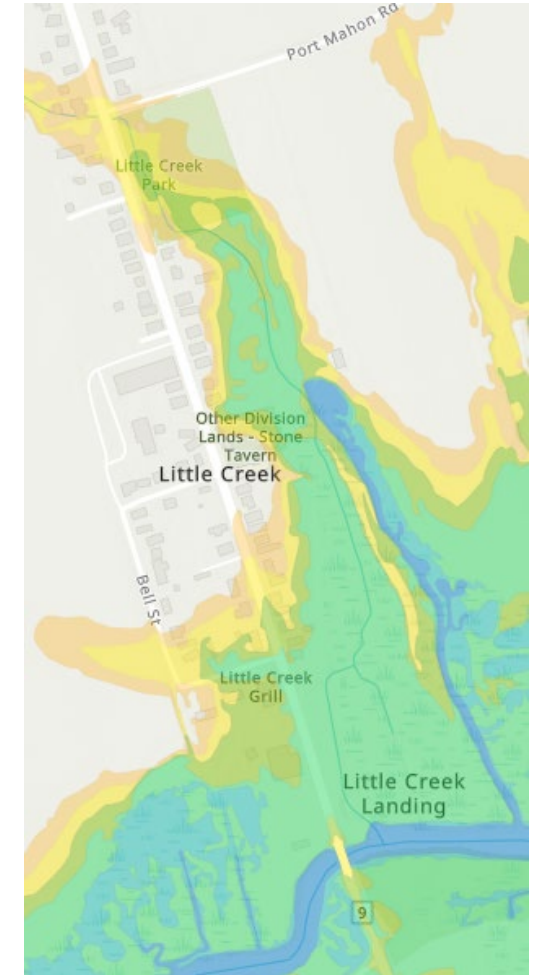 Port Mahon Rd
Little Creek
Park
Other Division
Lands - Stone
Tavern
Little Creek
Bell St
Little Creek
Grill
Little Creek
Landing
9